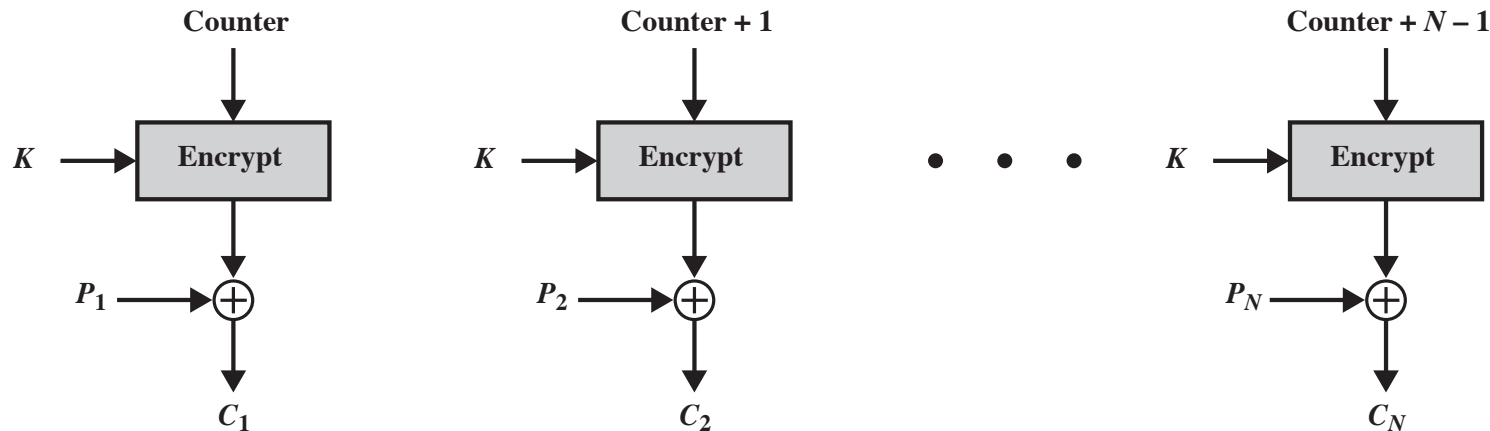 Counter
Counter + 1
Counter + N – 1
K
Encrypt
K
Encrypt
K
Encrypt
P1
P2
PN
C1
C2
CN